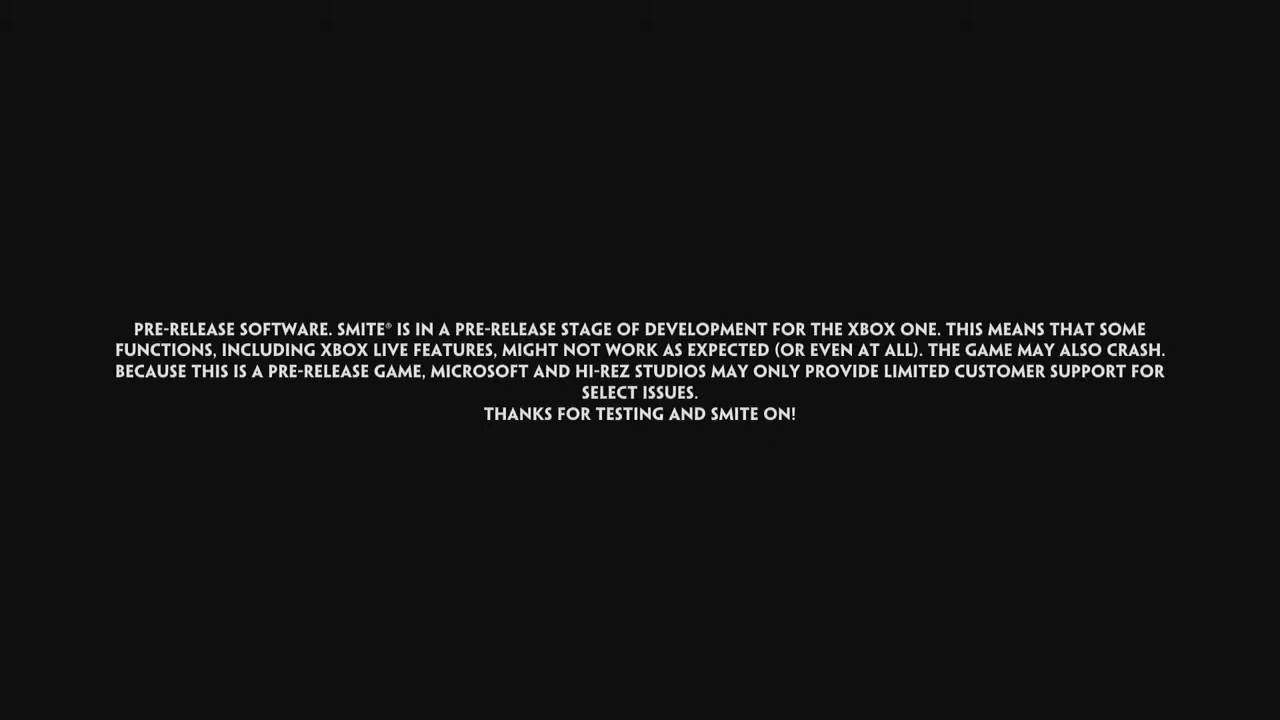 PRE-RELEASE SOFTWARE. SMITE® IS IN A PRE-RELEASE STAGE OF DEVELOPMENT FOR THE XBOX ONE. THIS MEANS THAT SOME
FUNCTIONS, INCLUDING XBOX LIVE FEATURES, MIGHT NOT WORK AS EXPECTED (OR EVEN AT ALL). THE GAME MAY ALSO CRASH.
BECAUSE THIS IS A PRE-RELEASE GAME, MICROSOFT AND HI-REZ STUDIOS MAY ONLY PROVIDE LIMITED CUSTOMER SUPPORT FOR
SELECT ISSUES.
THANKS FOR TESTING AND SMITE ON!